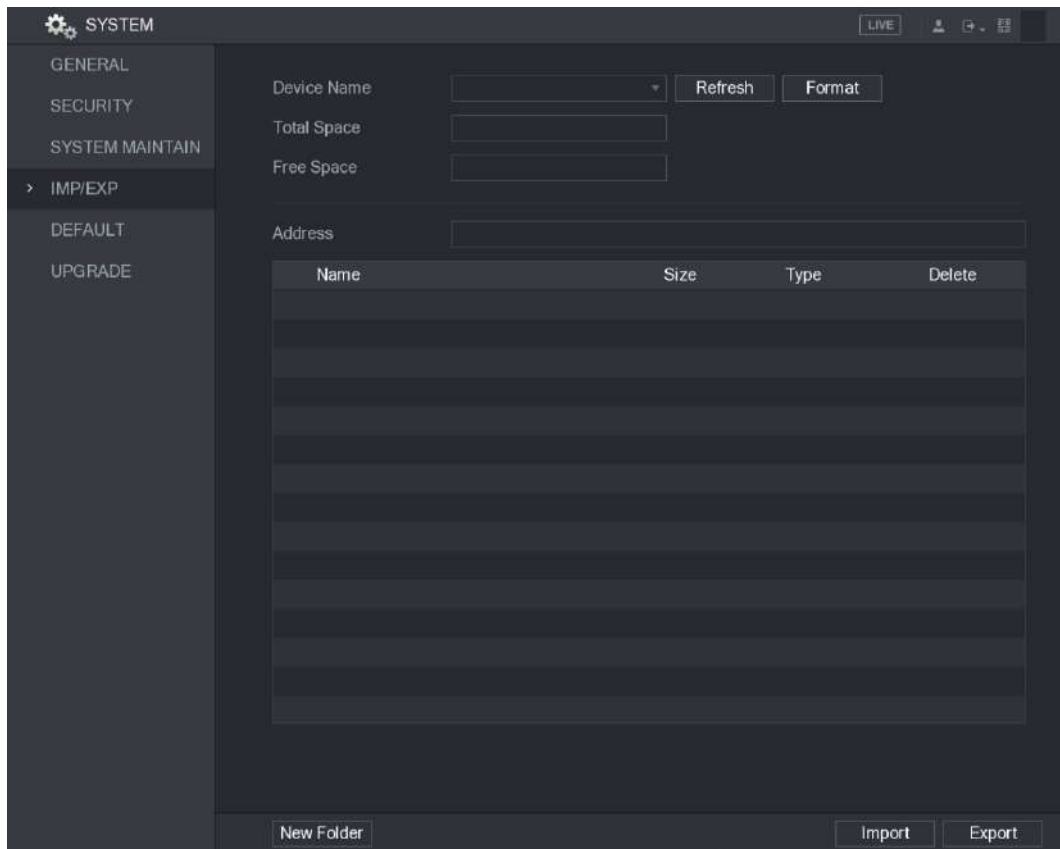 SYSTEM
LIVE
GENERAL
SECURITY
SYSTEM MAINTAIN
IMP/EXP
DEFAULT
UPGRADE
Device Name
Refresh
Format
Total Space
Free Space
Address
Name Size Type Delete
New Folder
Import
Export